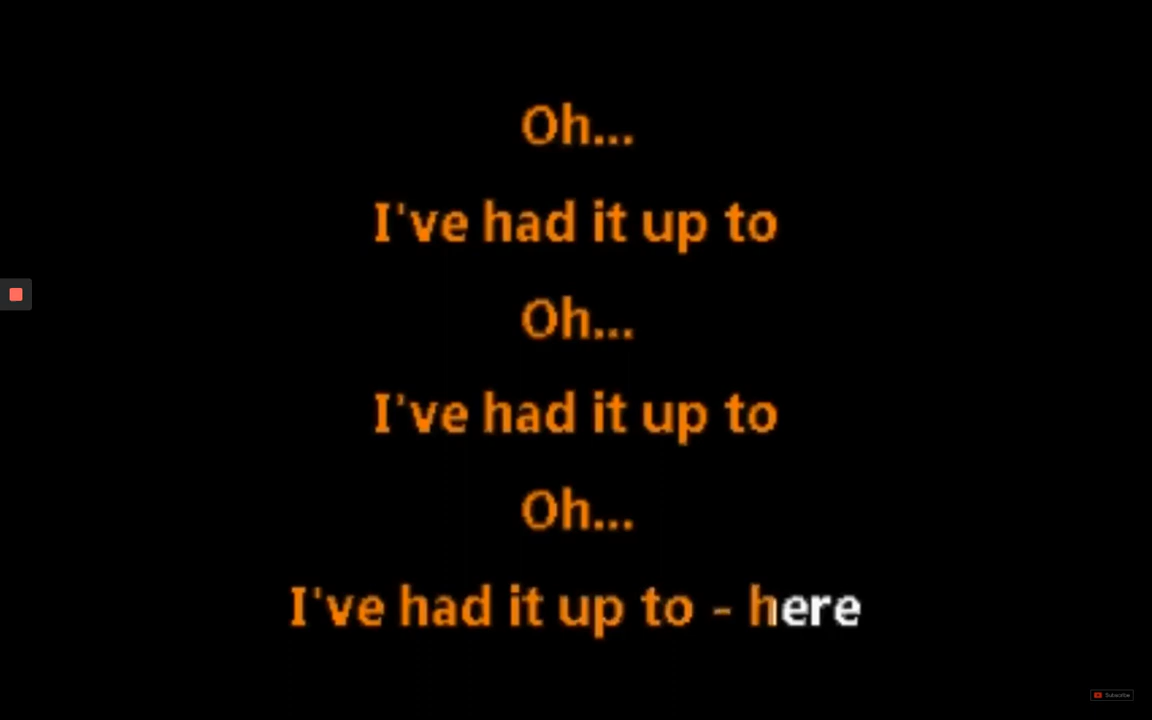 Oh...
I've had it up to
Oh...
I've had it up to
Oh...
I've had it up to - here
Subscribe